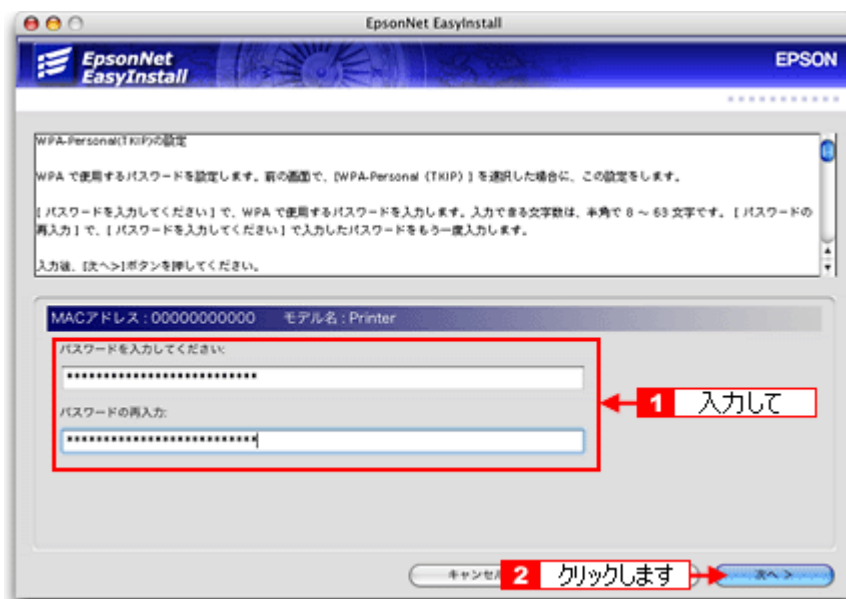 EpsonNet EasyInstall
EpsonNet
EasyInstall
EPSON
WPA-Personal(TKIP)の設定
WPA で使用するパスワードを設定します。前の画面で、[WPA-Personal (TKIP) ] を選択した場合に、この設定をします。
[ パスワードを入力してください ] で、WPA で使用するパスワードを入力します。入力できる文字数は、半角で 8 ～ 63 文字です。 [ パスワードの
再入力 ] で、[ パスワードを入力してください ] で入力したパスワードをもう一度入力します。
入力後、[次へ>]ボタンを押してください。
MACアドレス : 00000000000 モデル名 : Printer
パスワードを入力してください:
**************************
パスワードの再入力:
**************************
1 入力して
キャンセル
2 クリックします
次へ >